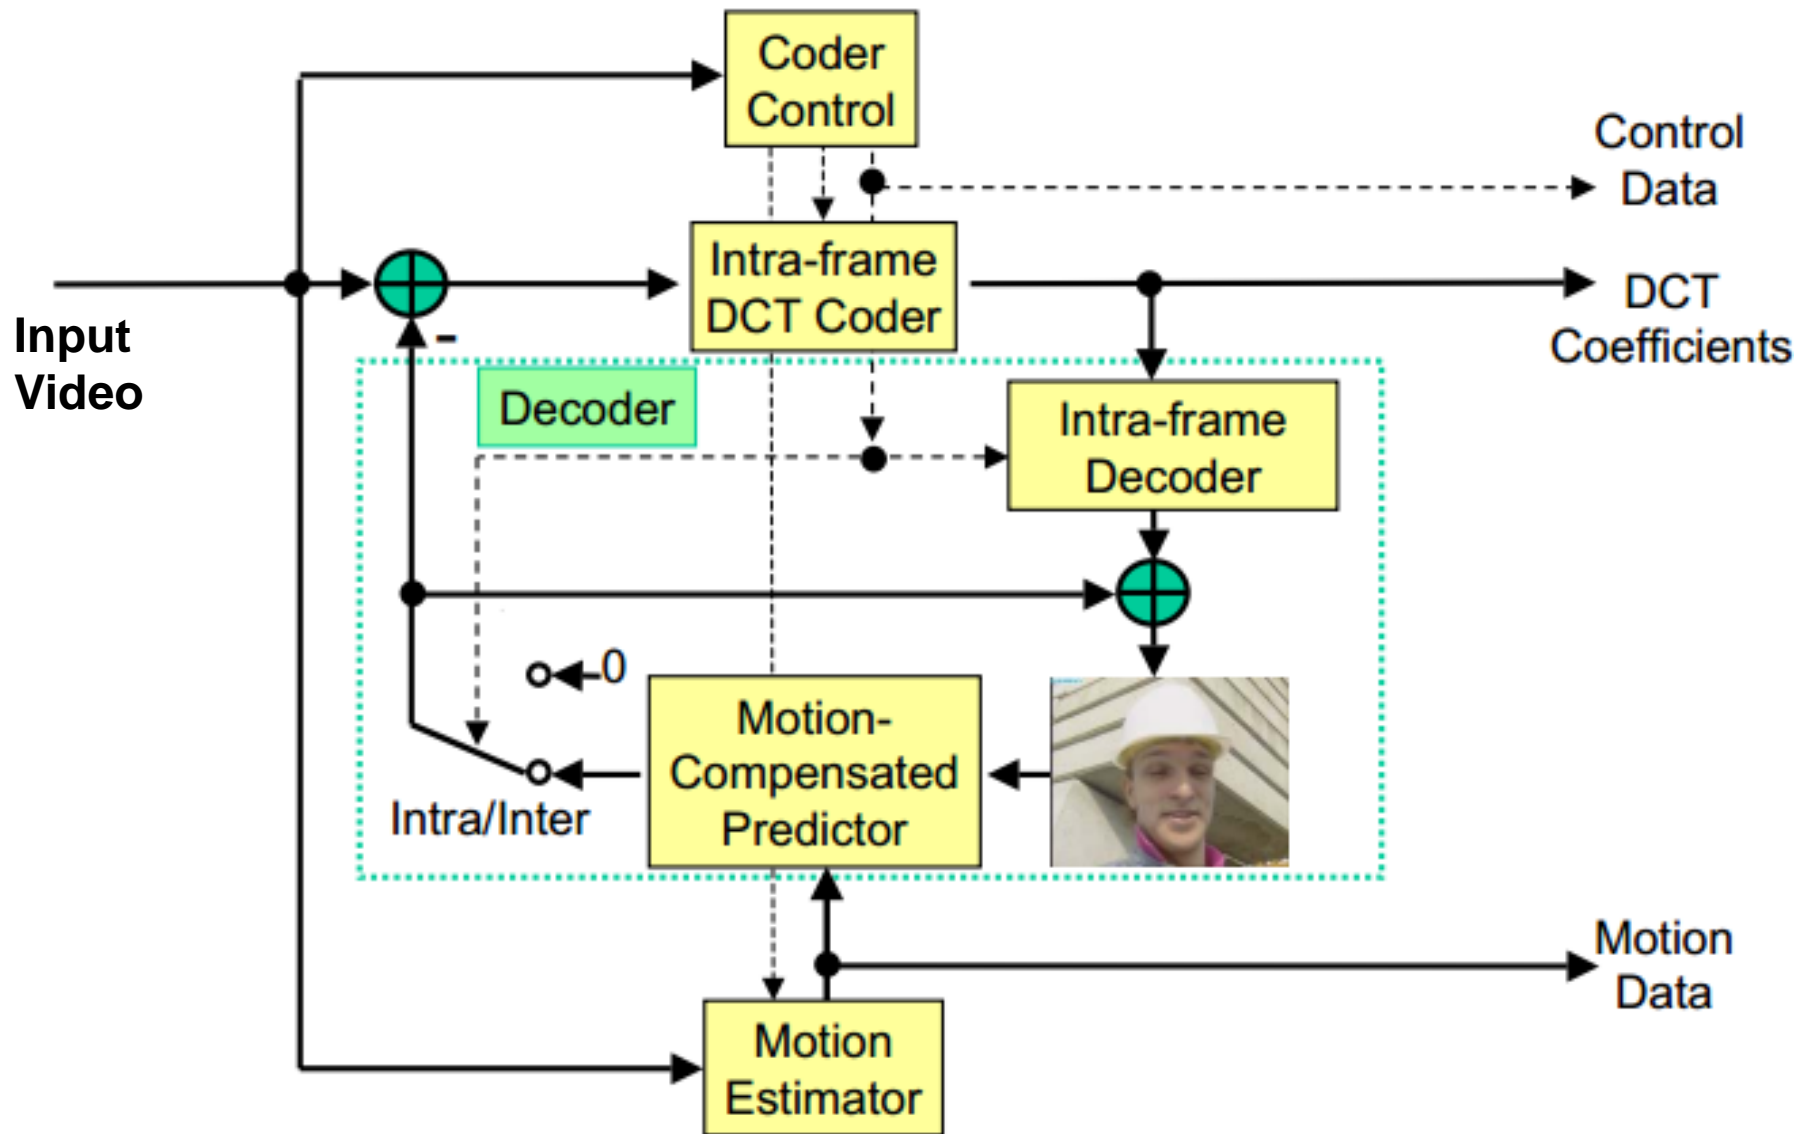 Coder
Control
Control
Data
Intra-frame
DCT Coder
DCT
Coefficients
Input
Video
-
Decoder
Intra-frame
Decoder
0
Motion-
Compensated
Predictor
Intra/Inter
Motion
Data
Motion
Estimator